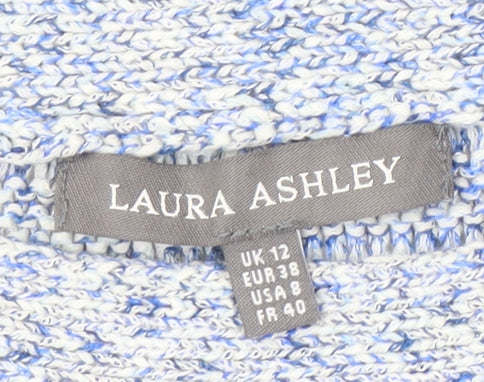 LAURA ASHLEY
UK 12
EUR 38
USA 8
FR 40